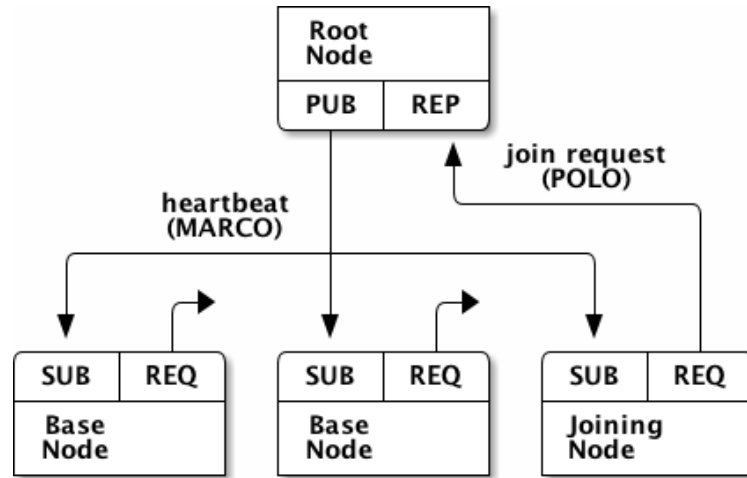 Root
Node
PUB REP
join request
(POLO)
heartbeat
(MARCO)
SUB REQ SUB REQ SUB REQ
Base
Node
Base
Node
Joining
Node